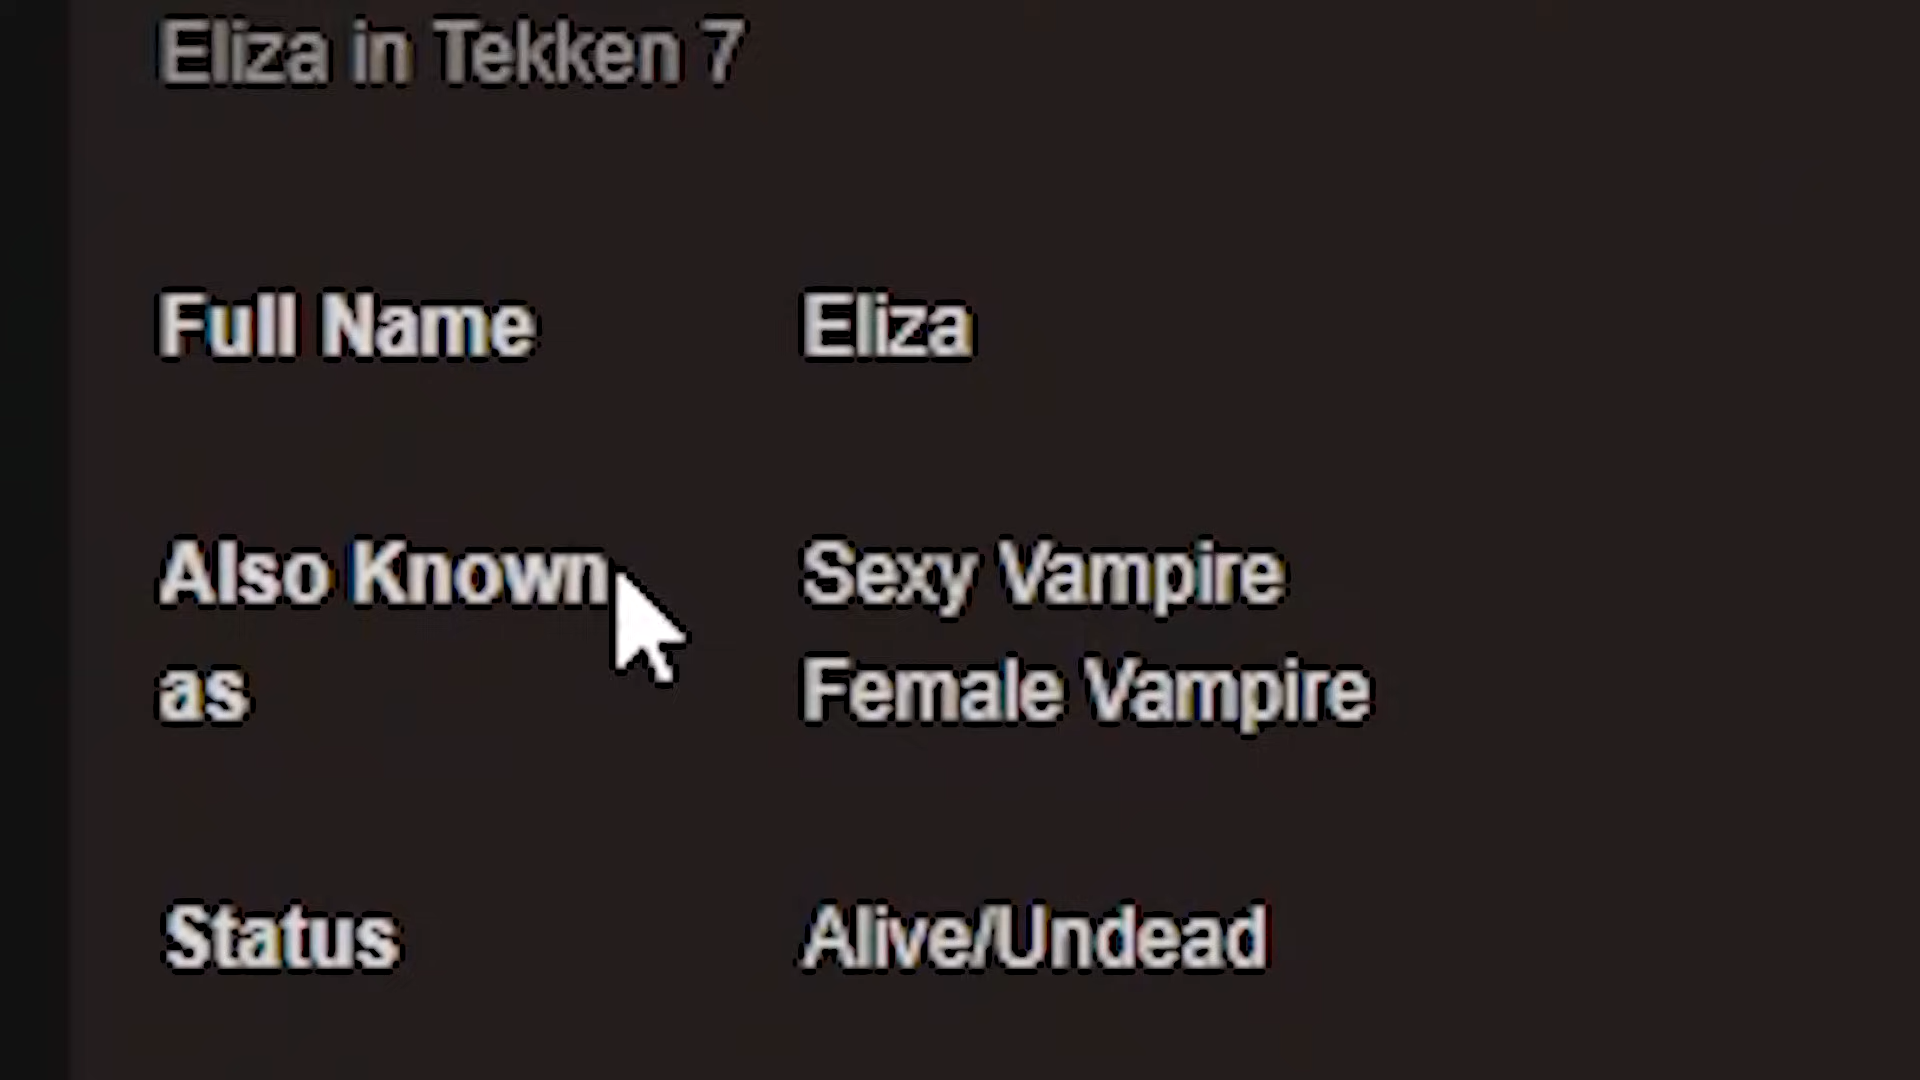 Eliza in Tekken 7
Full Name Eliza
Also Known Sexy Vampire
as Female Vampire
Status Alive/Undead